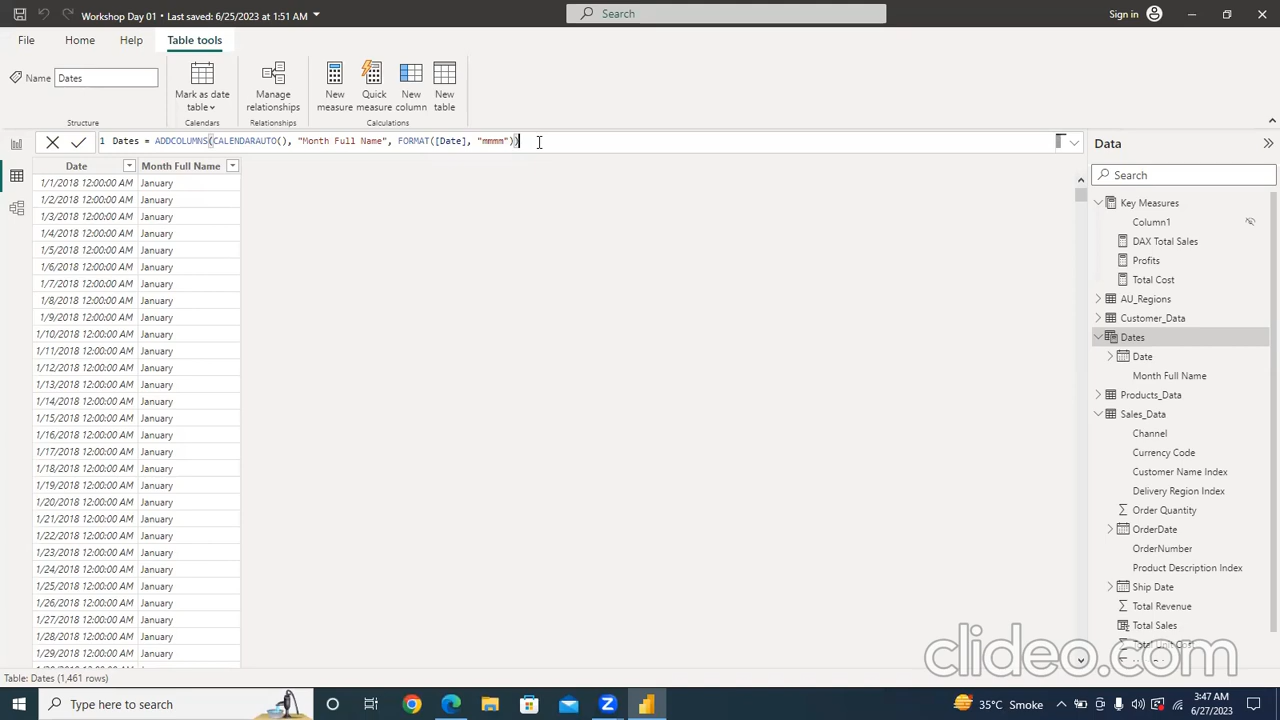 Workshop Day 01 • Last saved: 6/25/2023 at 1:51 AM
Search
Sign in
File
Home
Help
Table tools
Name
Dates
Mark as date table
Manage relationships
New measure
Quick measure
New column
New table
Structure
Calendars
Relationships
Calculations
1 Dates = ADDCOLUMNS(CALENDARAUTO(), "Month Full Name", FORMAT([Date], "mmmm"))
Date Month Full Name
1/1/2018 12:00:00 AM January
1/2/2018 12:00:00 AM January
1/3/2018 12:00:00 AM January
1/4/2018 12:00:00 AM January
1/5/2018 12:00:00 AM January
1/6/2018 12:00:00 AM January
1/7/2018 12:00:00 AM January
1/8/2018 12:00:00 AM January
1/9/2018 12:00:00 AM January
1/10/2018 12:00:00 AM January
1/11/2018 12:00:00 AM January
1/12/2018 12:00:00 AM January
1/13/2018 12:00:00 AM January
1/14/2018 12:00:00 AM January
1/15/2018 12:00:00 AM January
1/16/2018 12:00:00 AM January
1/17/2018 12:00:00 AM January
1/18/2018 12:00:00 AM January
1/19/2018 12:00:00 AM January
1/20/2018 12:00:00 AM January
1/21/2018 12:00:00 AM January
1/22/2018 12:00:00 AM January
1/23/2018 12:00:00 AM January
1/24/2018 12:00:00 AM January
1/25/2018 12:00:00 AM January
1/26/2018 12:00:00 AM January
1/27/2018 12:00:00 AM January
1/28/2018 12:00:00 AM January
1/29/2018 12:00:00 AM January
Data
Search
Key Measures
Column1
DAX Total Sales
Profits
Total Cost
AU_Regions
Customer_Data
Dates
Date
Month Full Name
Products_Data
Sales_Data
Channel
Currency Code
Customer Name Index
Delivery Region Index
Order Quantity
OrderDate
OrderNumber
Product Description Index
Ship Date
Total Revenue
Total Sales
Total Unit Cost
clideo.com
Table: Dates (1,461 rows)
Type here to search
35°C Smoke
3:47 AM
6/27/2023